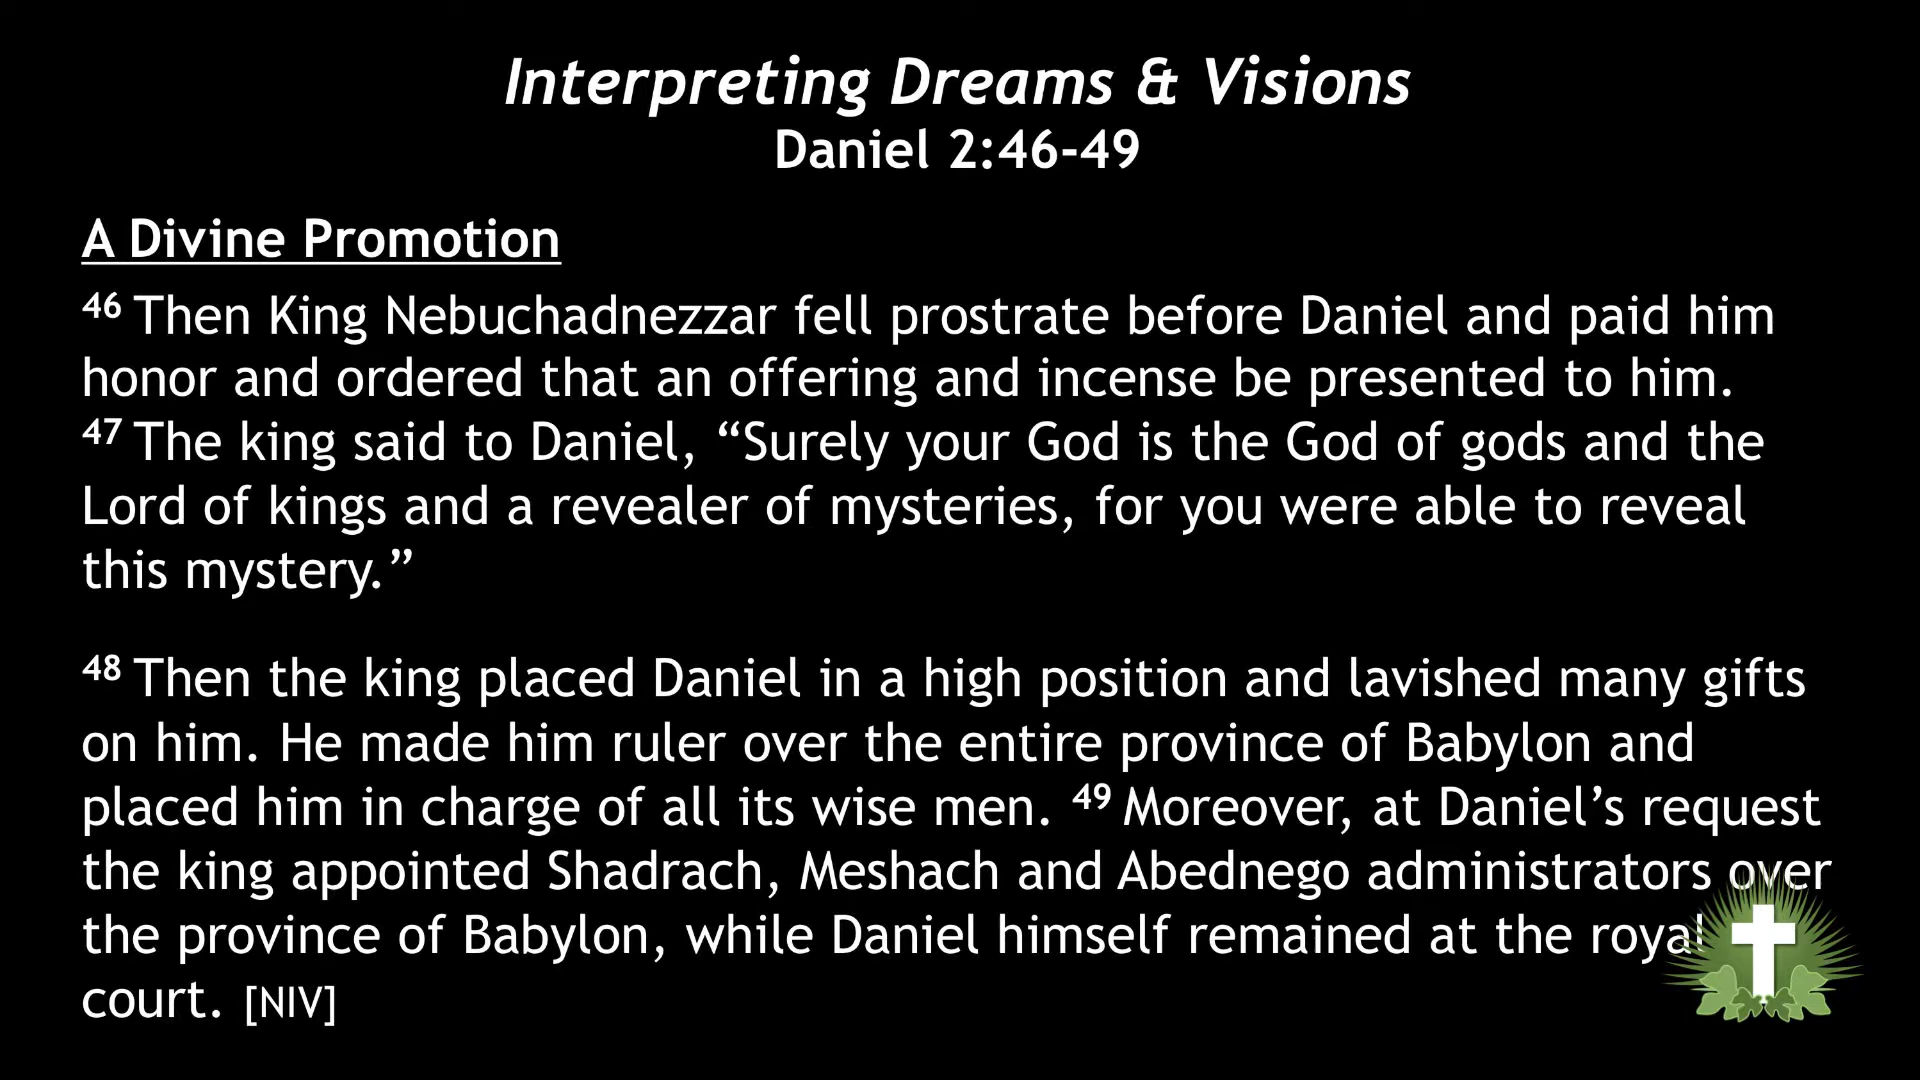 Interpreting Dreams & Visions
Daniel 2:46-49
A Divine Promotion
46 Then King Nebuchadnezzar fell prostrate before Daniel and paid him
honor and ordered that an offering and incense be presented to him.
47 The king said to Daniel, “Surely your God is the God of gods and the
Lord of kings and a revealer of mysteries, for you were able to reveal
this mystery.”
48 Then the king placed Daniel in a high position and lavished many gifts
on him. He made him ruler over the entire province of Babylon and
placed him in charge of all its wise men. 49 Moreover, at Daniel’s request
the king appointed Shadrach, Meshach and Abednego administrators over
the province of Babylon, while Daniel himself remained at the royal
court. [NIV]